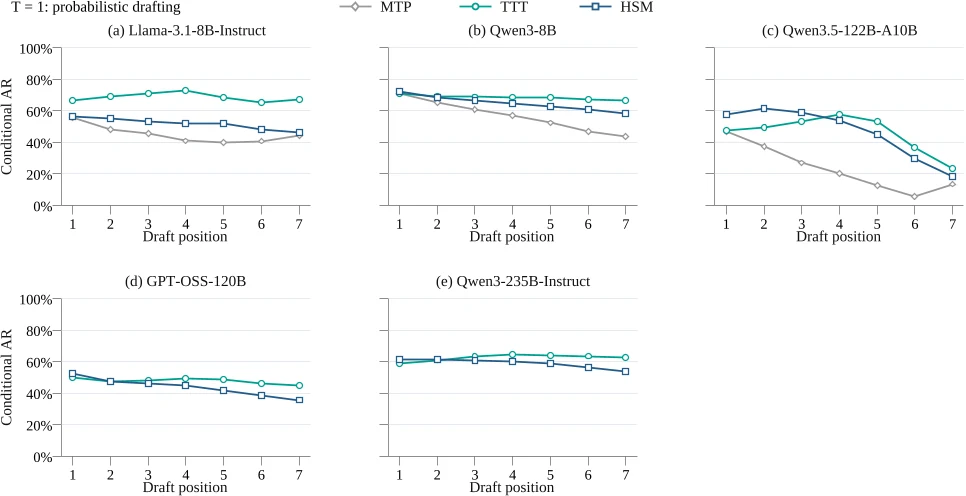 T = 1: probabilistic drafting
MTP TTT HSM
(a) Llama-3.1-8B-Instruct (b) Qwen3-8B (c) Qwen3.5-122B-A10B
Conditional AR
100%
80%
60%
40%
20%
0%
1 2 3 4 5 6 7
Draft position
1 2 3 4 5 6 7
Draft position
1 2 3 4 5 6 7
Draft position
(d) GPT-OSS-120B (e) Qwen3-235B-Instruct
Conditional AR
100%
80%
60%
40%
20%
0%
1 2 3 4 5 6 7
Draft position
1 2 3 4 5 6 7
Draft position